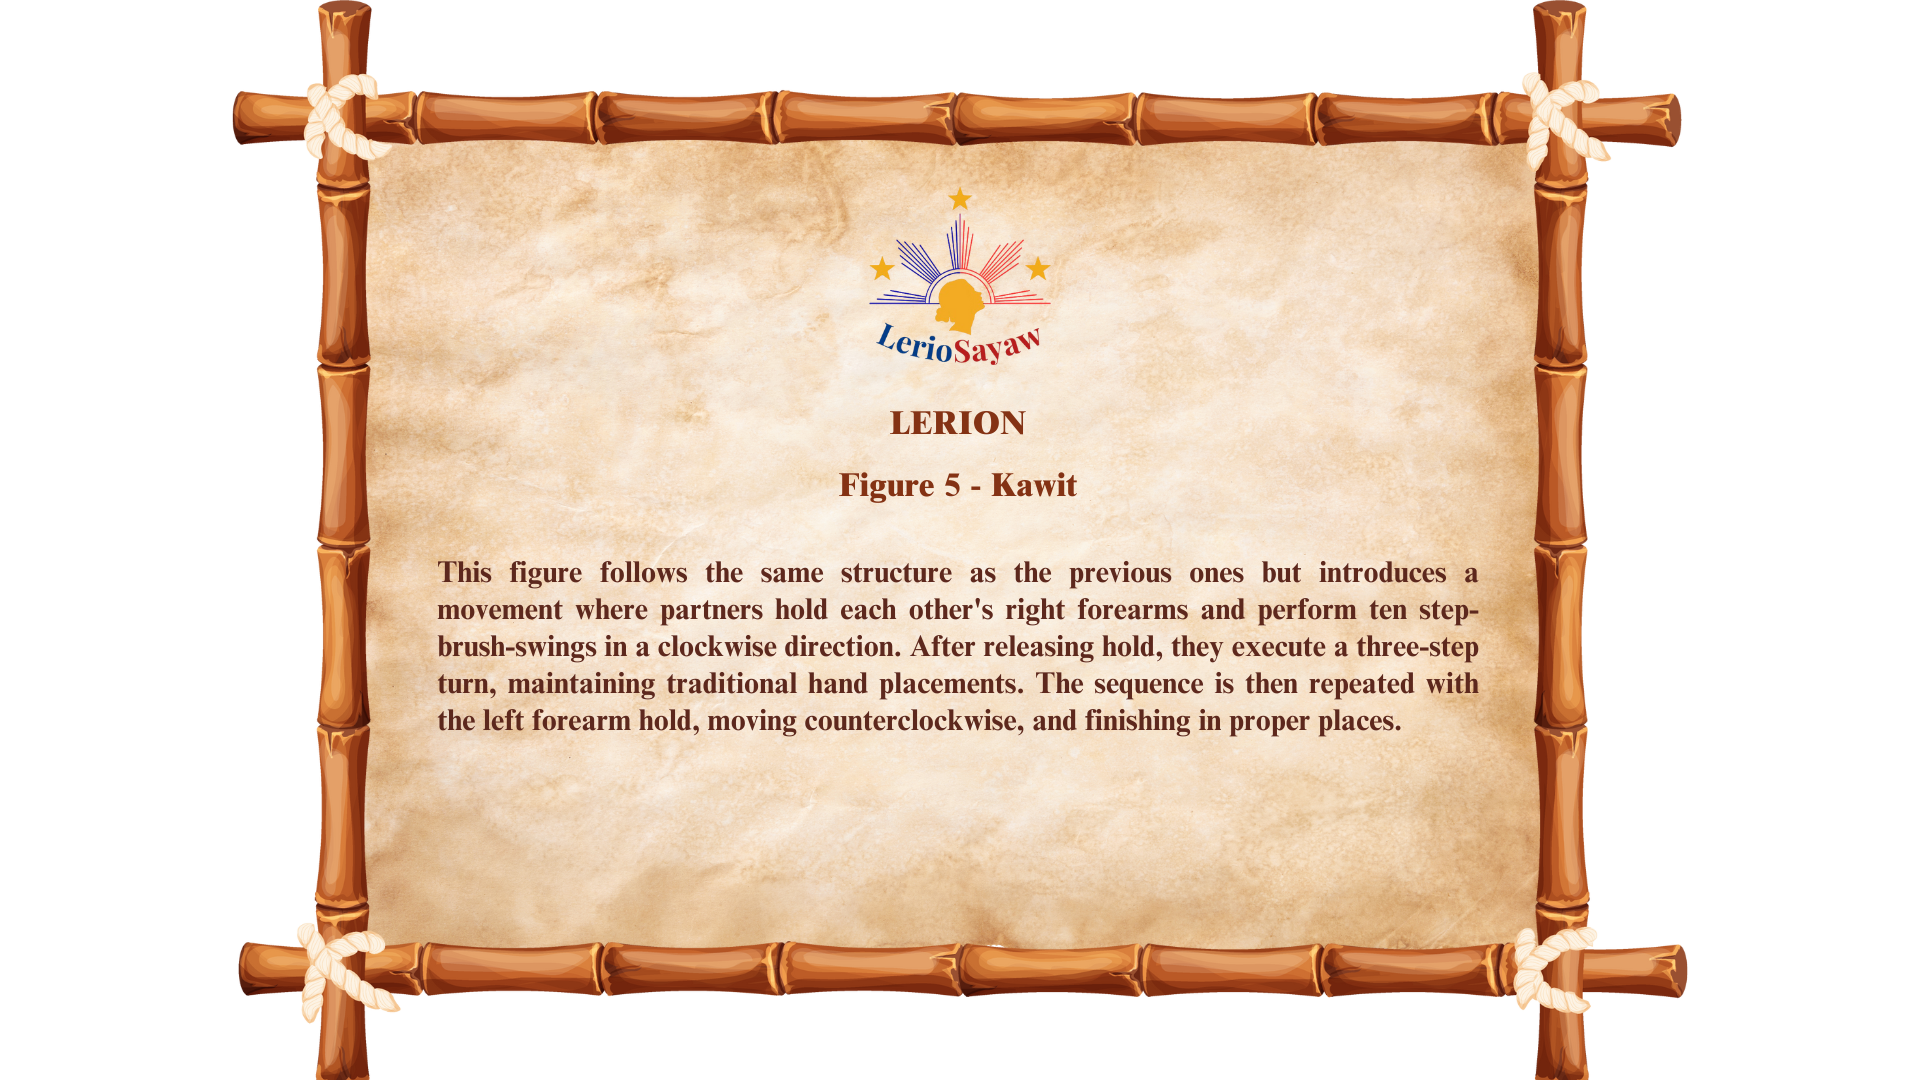 LerioSayaw
LERION
Figure 5 - Kawit
This figure follows the same structure as the previous ones but introduces a
movement where partners hold each other's right forearms and perform ten step-
brush-swings in a clockwise direction. After releasing hold, they execute a three-step
turn, maintaining traditional hand placements. The sequence is then repeated with
the left forearm hold, moving counterclockwise, and finishing in proper places.